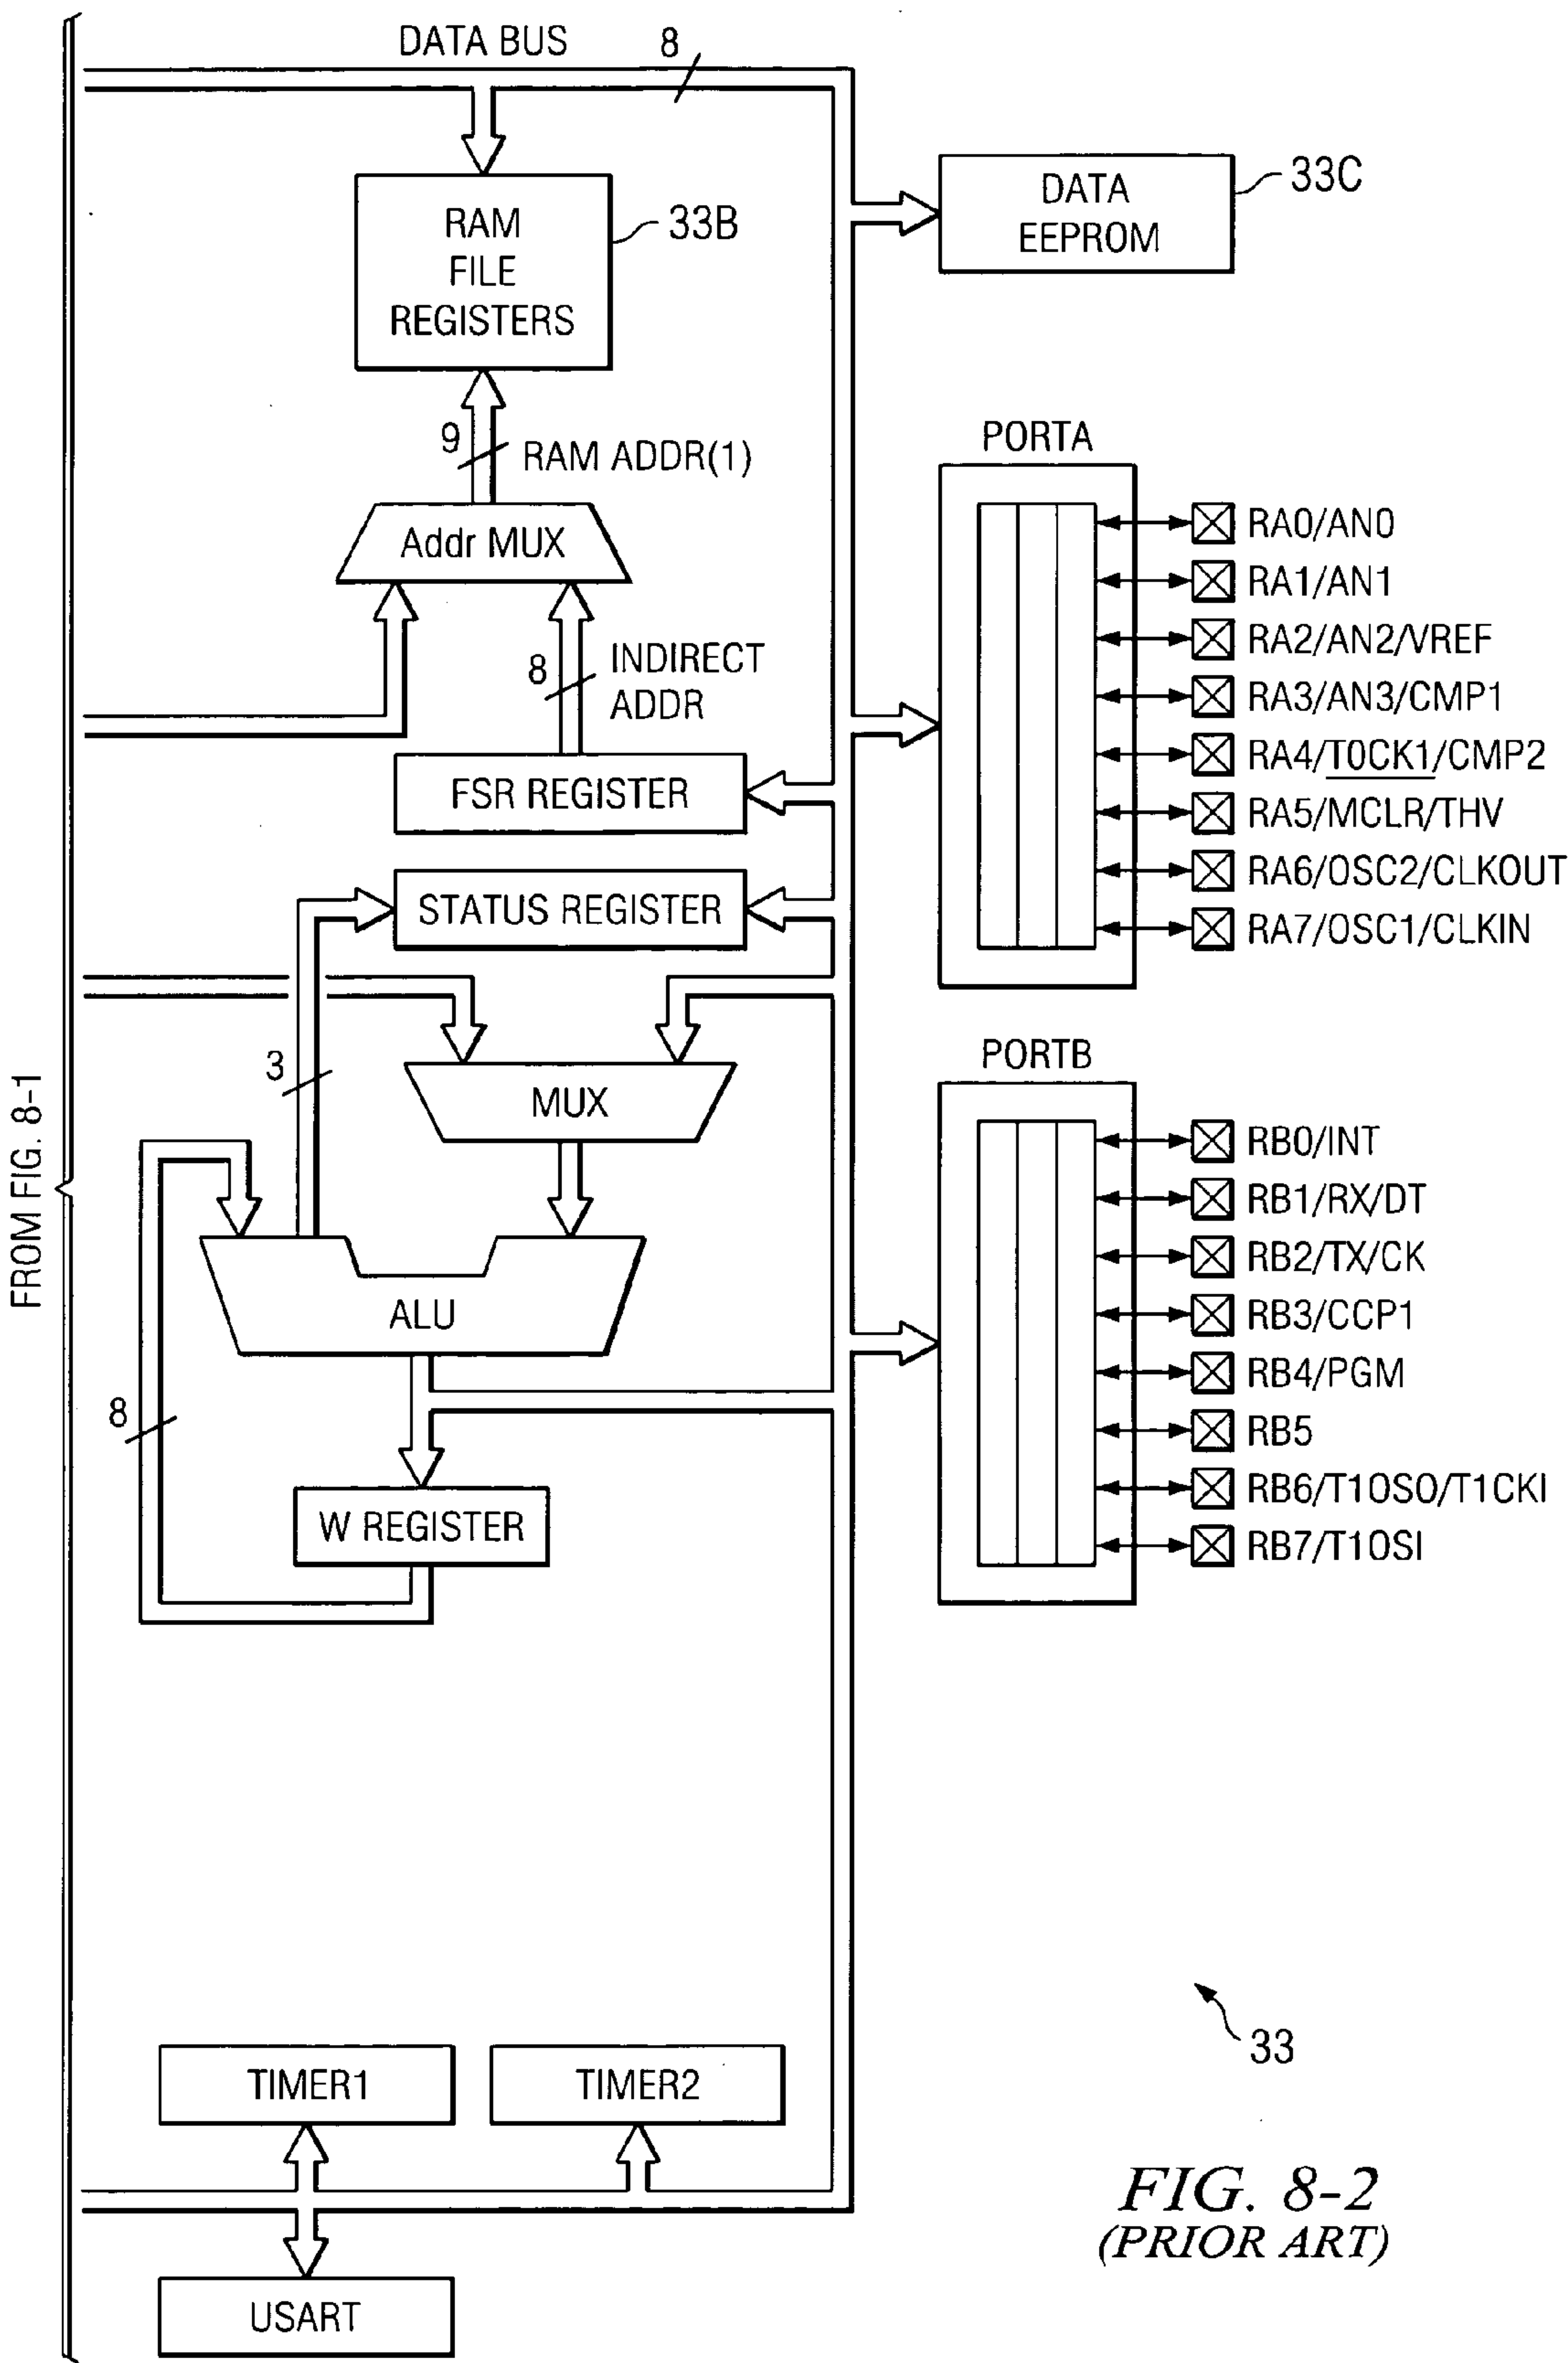 DATA BUS
8
RAM
FILE
REGISTERS
33B
DATA
EEPROM
33C
9
RAM ADDR(1)
Addr MUX
8
INDIRECT
ADDR
FSR REGISTER
STATUS REGISTER
3
MUX
ALU
8
W REGISTER
TIMER1
TIMER2
USART
PORTA
RA0/AN0
RA1/AN1
RA2/AN2/VREF
RA3/AN3/CMP1
RA4/T0CK1/CMP2
RA5/MCLR/THV
RA6/OSC2/CLKOUT
RA7/OSC1/CLKIN
PORTB
RB0/INT
RB1/RX/DT
RB2/TX/CK
RB3/CCP1
RB4/PGM
RB5
RB6/T1OSO/T1CKI
RB7/T1OSI
FROM FIG. 8-1
33
FIG. 8-2
(PRIOR ART)